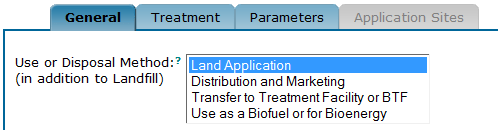 General Treatment Parameters Application Sites
Use or Disposal Method:?
(in addition to Landfill)
Land Application
Distribution and Marketing
Transfer to Treatment Facility or BTF
Use as a Biofuel or for Bioenergy